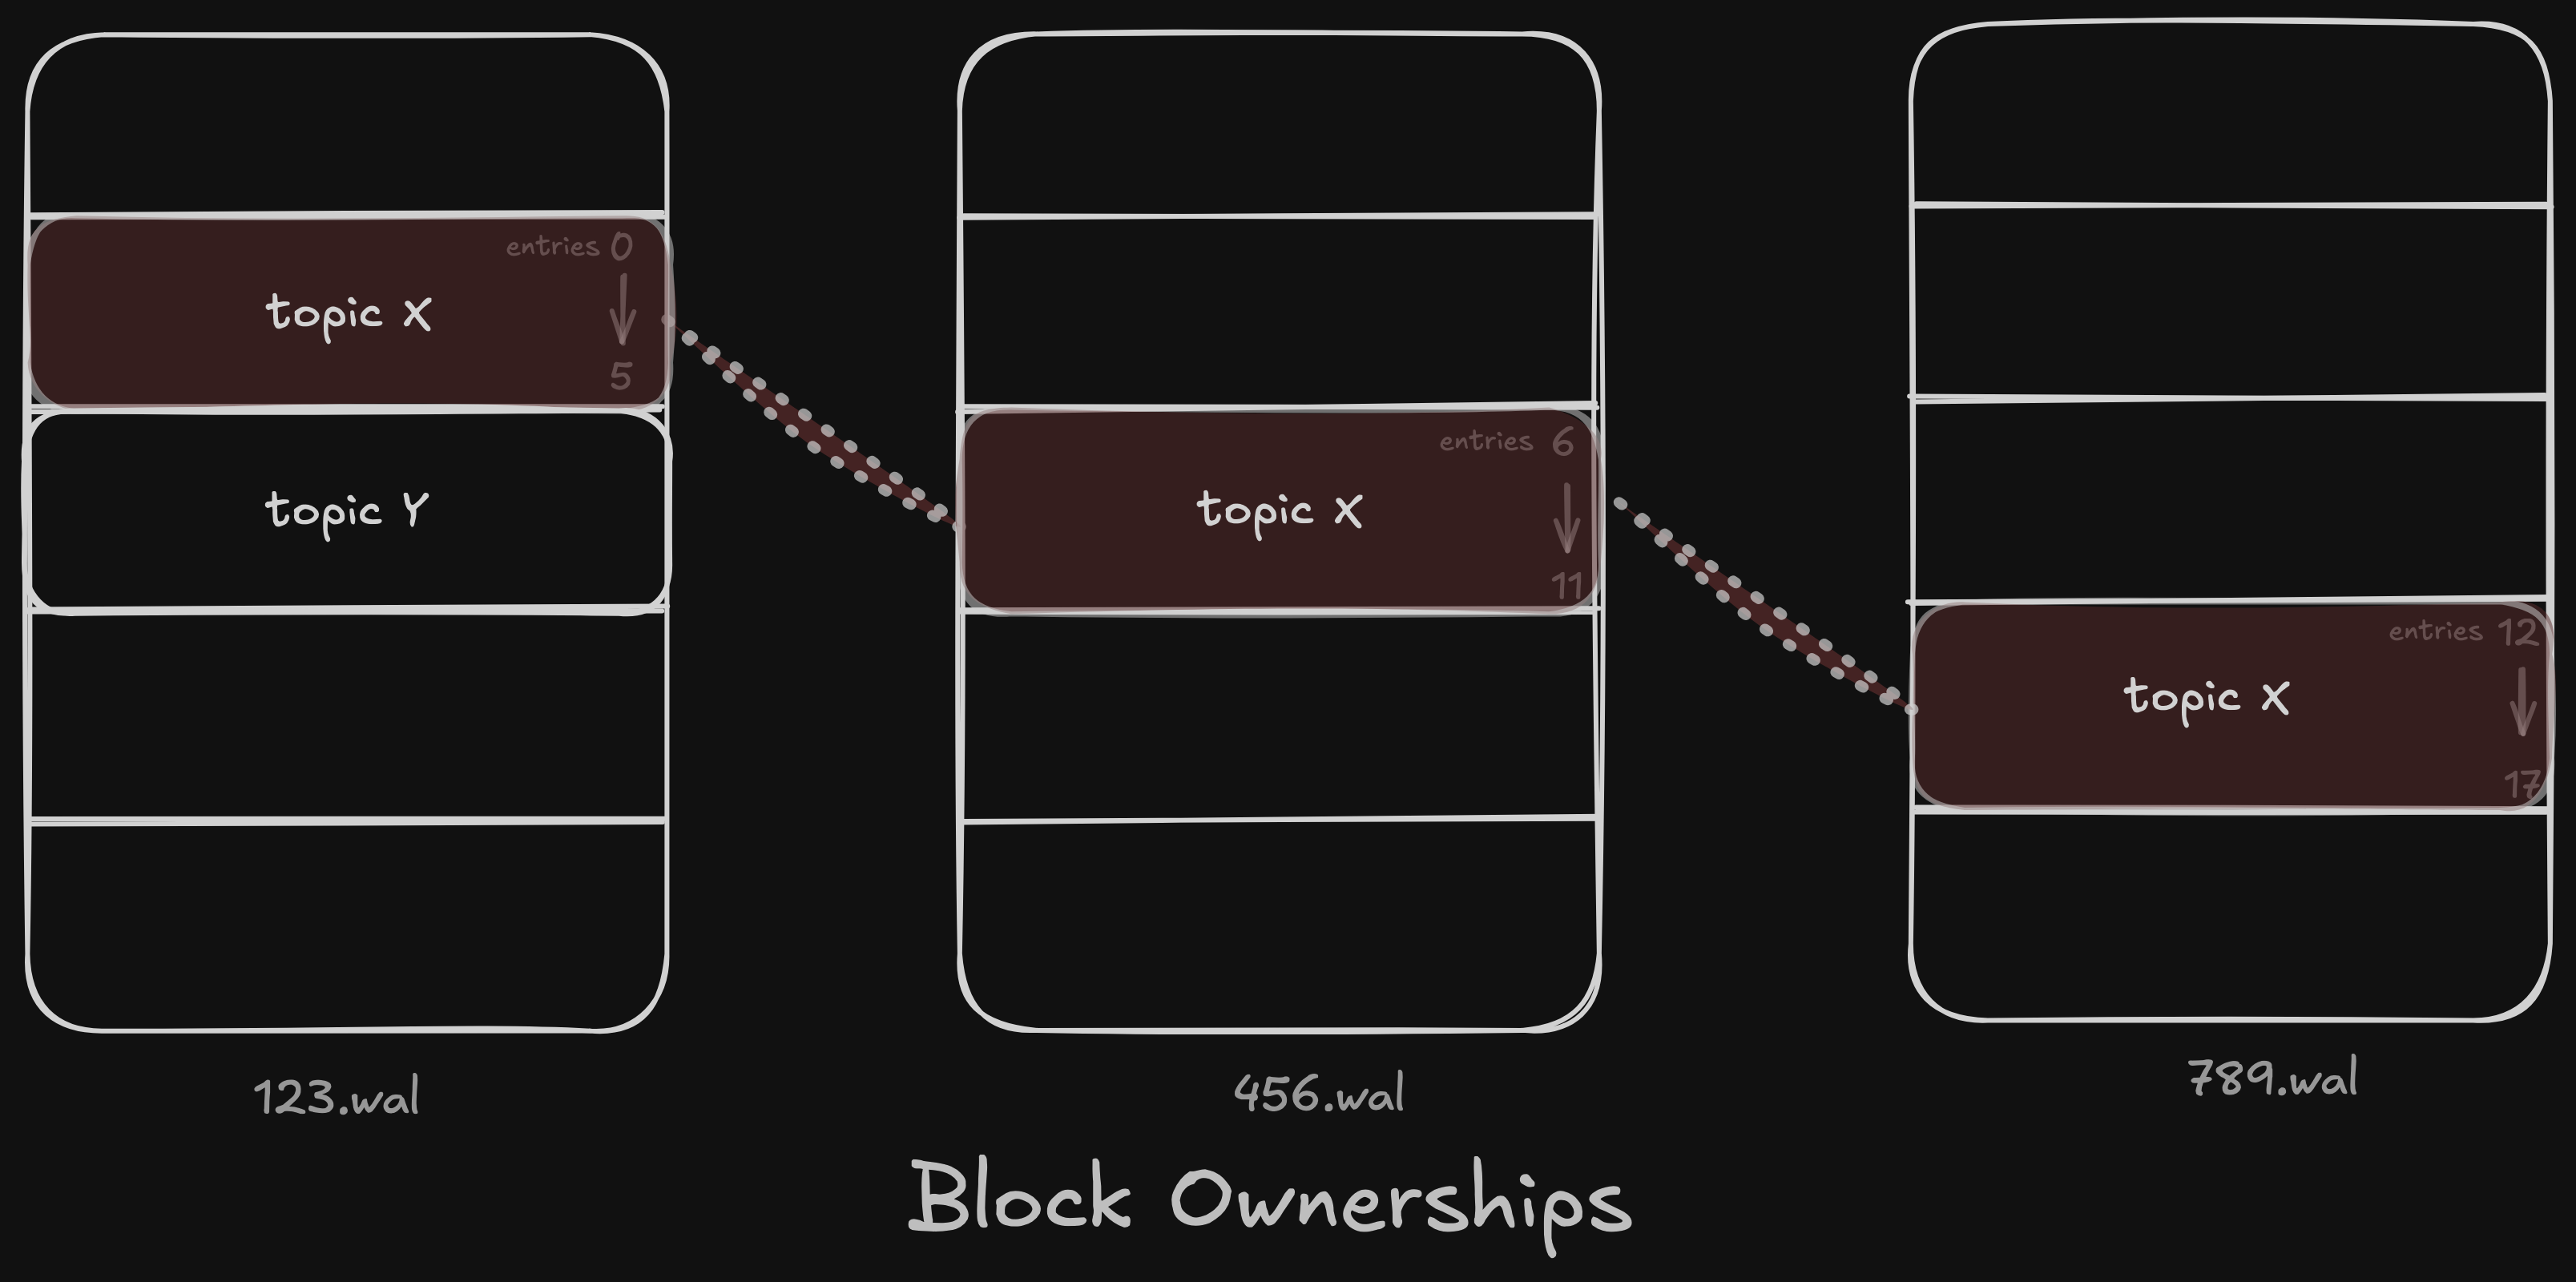 entries 0
topic X
5
topic Y
123.wal
entries 6
topic X
11
456.wal
entries 12
topic X
17
789.wal
Block Ownerships